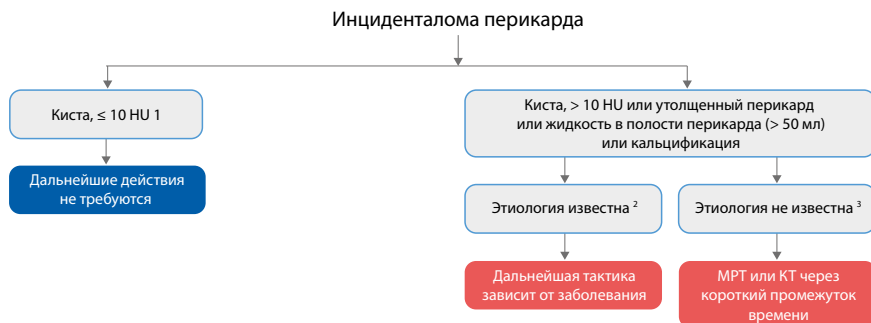 Инциденталома перикарда
Киста, ≤ 10 HU 1
Киста, > 10 HU или утолщенный перикард
или жидкость в полости перикарда (> 50 мл)
или кальцификация
Дальнейшие действия
не требуются
Этиология известна ²
Этиология не известна ³
Дальнейшая тактика
зависит от заболевания
МРТ или КТ через
короткий промежуток
времени